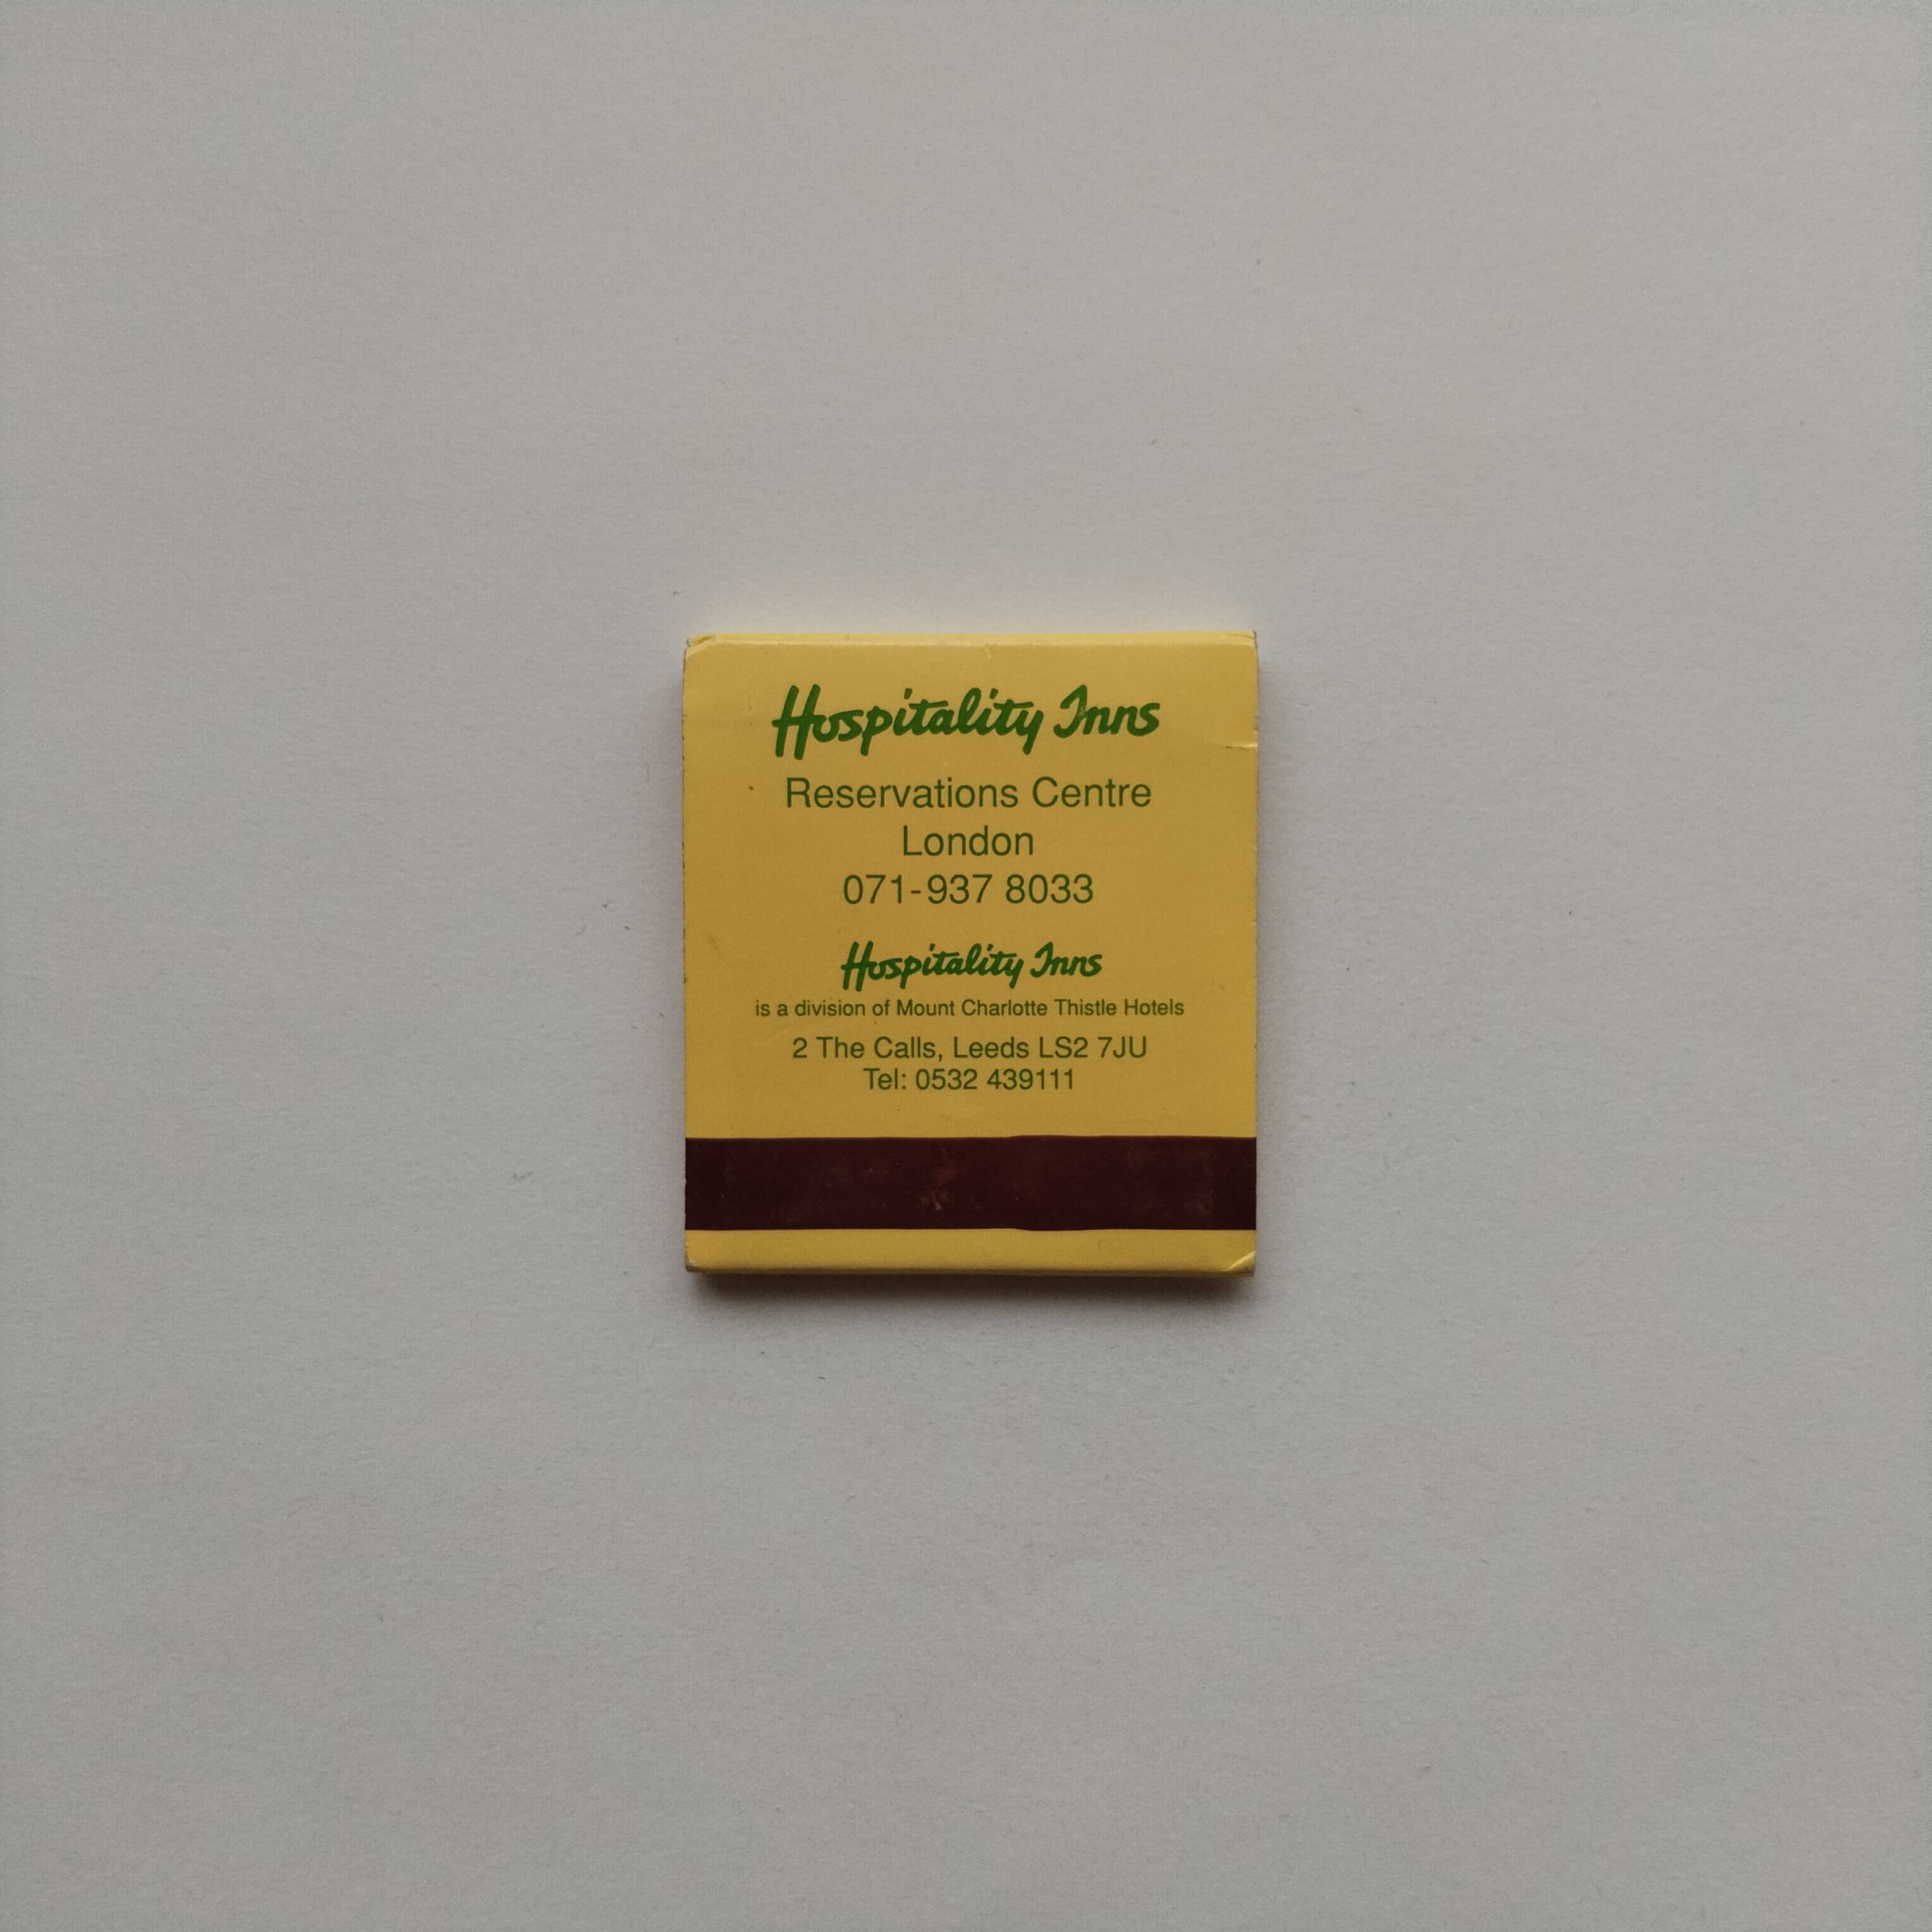 Hospitality Inns
Reservations Centre
London
071-937 8033
Hospitality Inns
is a division of Mount Charlotte Thistle Hotels
2 The Calls, Leeds LS2 7JU
Tel: 0532 439111